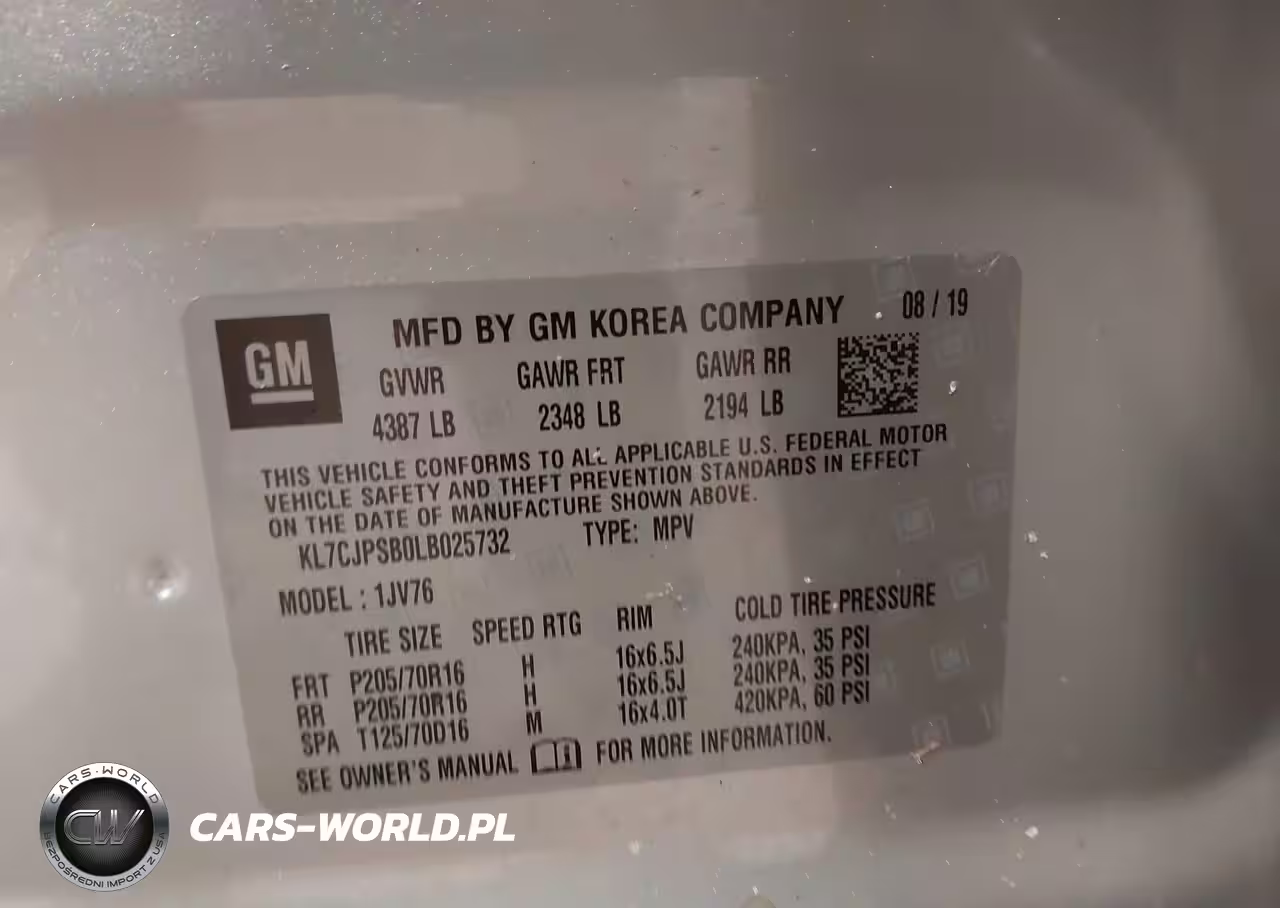 GM
MFD BY GM KOREA COMPANY 08 / 19
GVWR GAWR FRT GAWR RR
4387 LB 2348 LB 2194 LB
THIS VEHICLE CONFORMS TO ALL APPLICABLE U.S. FEDERAL MOTOR
VEHICLE SAFETY AND THEFT PREVENTION STANDARDS IN EFFECT
ON THE DATE OF MANUFACTURE SHOWN ABOVE.
KL7CJPSB0LB025732 TYPE: MPV
MODEL : 1JV76
TIRE SIZE SPEED RTG RIM COLD TIRE PRESSURE
FRT P205/70R16 H 16x6.5J 240KPA, 35 PSI
RR P205/70R16 H 16x6.5J 240KPA, 35 PSI
SPA T125/70D16 M 16x4.0T 420KPA, 60 PSI
SEE OWNER'S MANUAL FOR MORE INFORMATION.
CARS-WORLD
CW
BEZPOŚREDNI IMPORT Z USA
CARS-WORLD.PL